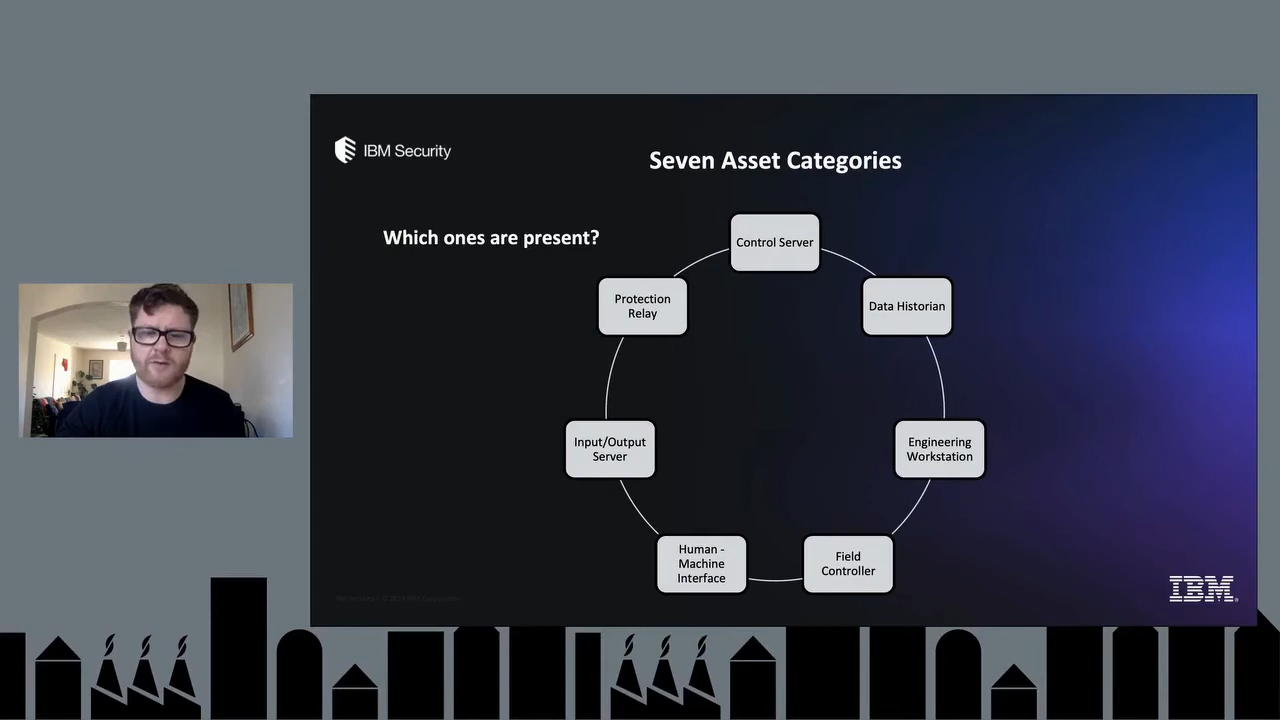 IBM Security
Seven Asset Categories
Which ones are present?
Control Server
Data Historian
Engineering
Workstation
Field
Controller
Human -
Machine
Interface
Input/Output
Server
Protection
Relay
IBM